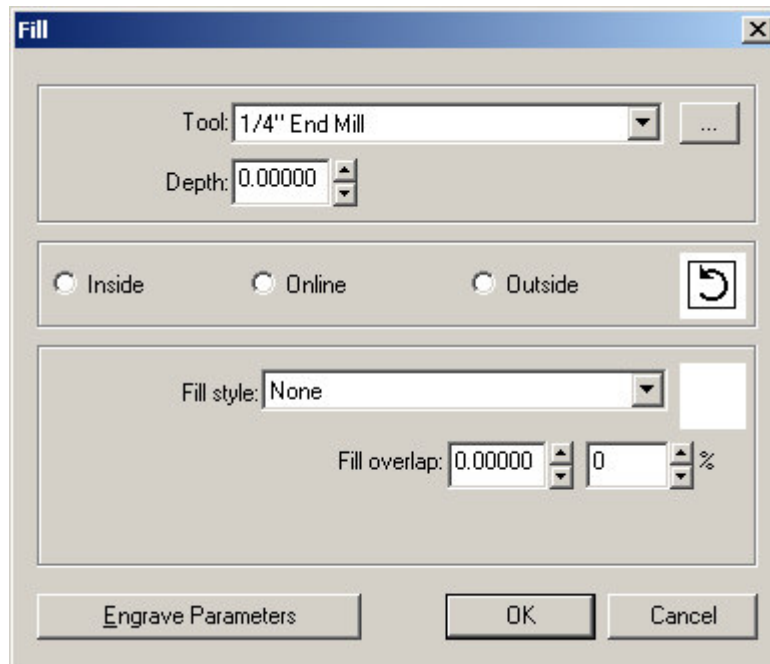 Fill
Tool: 1/4" End Mill ...
Depth: 0.00000
Inside Online Outside
Fill style: None
Fill overlap: 0.00000 0 %
Engrave Parameters OK Cancel